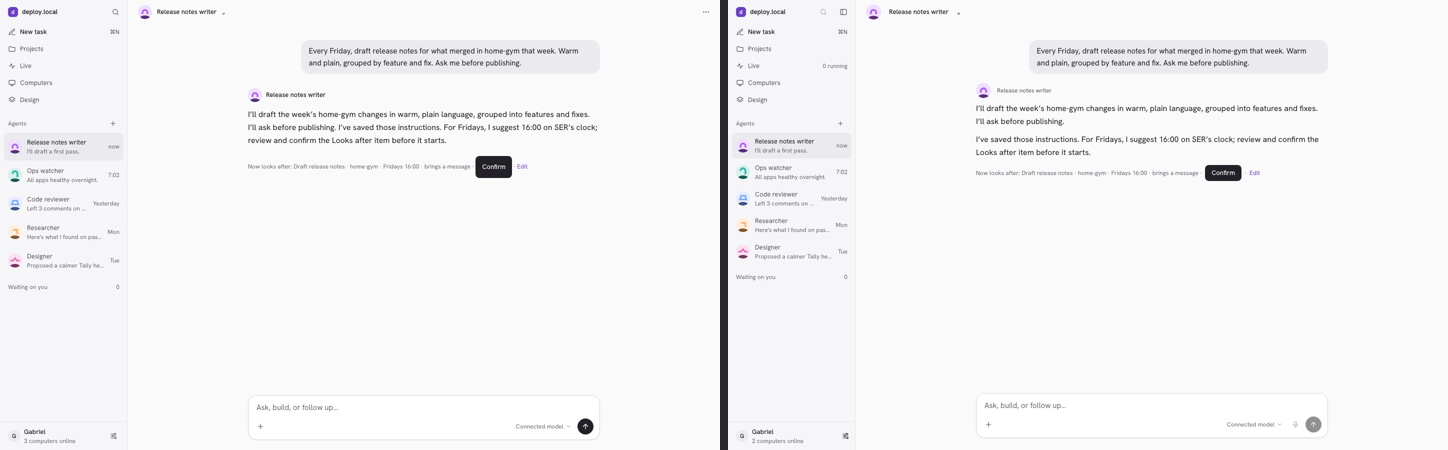 deploy.local
New task ⌘N
Projects
Live
Computers
Design
Agents
Release notes writer now
I'll draft a first pass.
Ops watcher 7:02
All apps healthy overnight.
Code reviewer Yesterday
Left 3 comments on ...
Researcher Mon
Here's what I found on pas...
Designer Tue
Proposed a calmer Tally he...
Waiting on you 0
G Gabriel
3 computers online
Release notes writer
Every Friday, draft release notes for what merged in home-gym that week. Warm
and plain, grouped by feature and fix. Ask me before publishing.
Release notes writer
I'll draft the week's home-gym changes in warm, plain language, grouped into features and fixes.
I'll ask before publishing. I've saved those instructions. For Fridays, I suggest 16:00 on SER's clock;
review and confirm the Looks after item before it starts.
Now looks after: Draft release notes · home-gym · Fridays 16:00 · brings a message · Confirm · Edit
Ask, build, or follow up...
Connected model
d deploy.local
New task ⌘N
Projects
Live 0 running
Computers
Design
Agents
Release notes writer now
I'll draft a first pass.
Ops watcher 7:02
All apps healthy overnight.
Code reviewer Yesterday
Left 3 comments on ...
Researcher Mon
Here's what I found on pas...
Designer Tue
Proposed a calmer Tally he...
Waiting on you 0
G Gabriel
2 computers online
Release notes writer
Every Friday, draft release notes for what merged in home-gym that week. Warm
and plain, grouped by feature and fix. Ask me before publishing.
Release notes writer
I'll draft the week's home-gym changes in warm, plain language, grouped into features and fixes.
I'll ask before publishing.
I've saved those instructions. For Fridays, I suggest 16:00 on SER's clock; review and confirm the
Looks after item before it starts.
Now looks after: Draft release notes · home-gym · Fridays 16:00 · brings a message · Confirm · Edit
Ask, build, or follow up...
Connected model